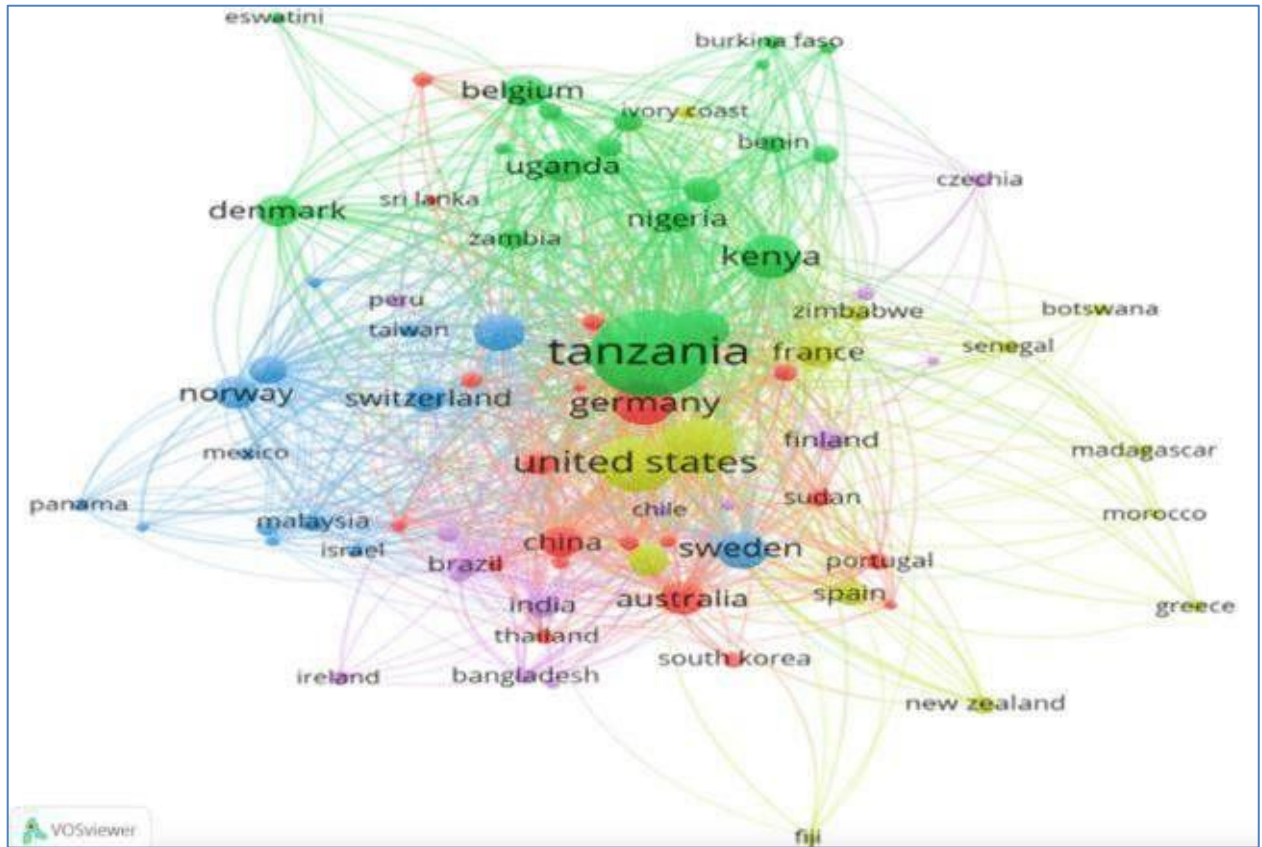 eswatini
burkina faso
belgium
ivory coast
benin
uganda
czechia
sri lanka
denmark
nigeria
zambia
kenya
peru
zimbabwe
botswana
taiwan
senegal
tanzania
france
norway
switzerland
germany
finland
mexico
madagascar
united states
panama
chile
sudan
morocco
malaysia
israel
china
sweden
brazil
portugal
spain
india
australia
greece
thailand
south korea
ireland
bangladesh
new zealand
VOSviewer
fiji